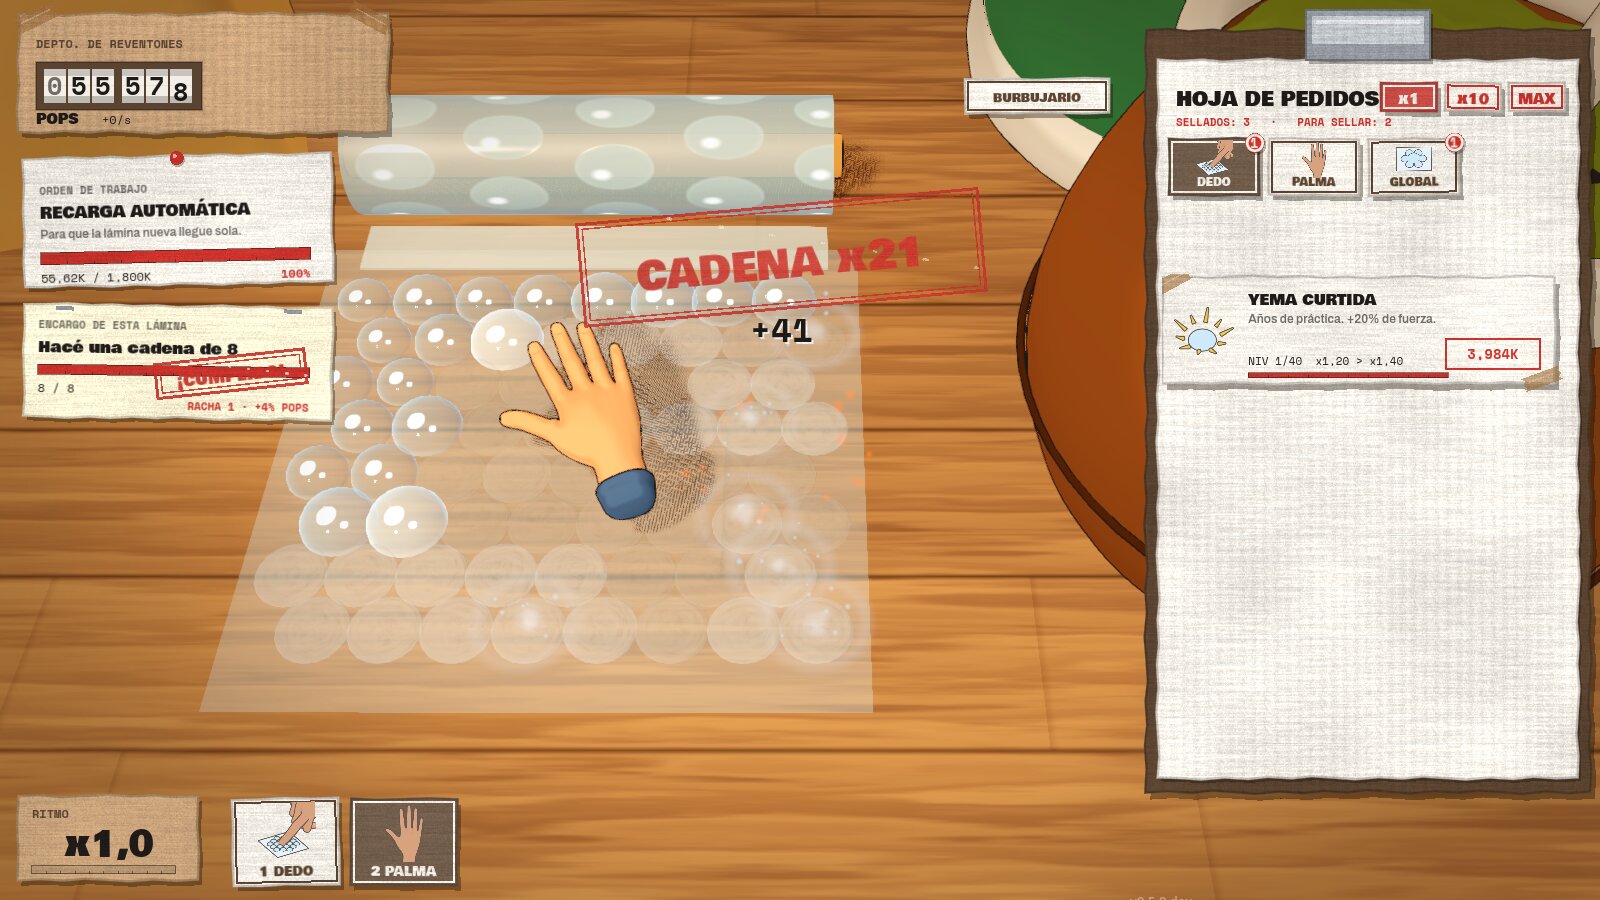 DEPTO. DE REVENTONES
055578
POPS +0/s
ORDEN DE TRABAJO
RECARGA AUTOMÁTICA
Para que la lámina nueva llegue sola.
55,62K / 1,800K 100%
ENCARGO DE ESTA LÁMINA
Hacé una cadena de 8
8 / 8
RACHA 1 · +4% POPS
CADENA x21
+41
BURBUJARIO
HOJA DE PEDIDOS x1 x10 MAX
SELLADOS: 3 · PARA SELLAR: 2
DEDO 1
PALMA
GLOBAL 1
YEMA CURTIDA
Años de práctica. +20% de fuerza.
NIV 1/40 x1,20 > x1,40
3,984K
RITMO
x1,0
1 DEDO
2 PALMA